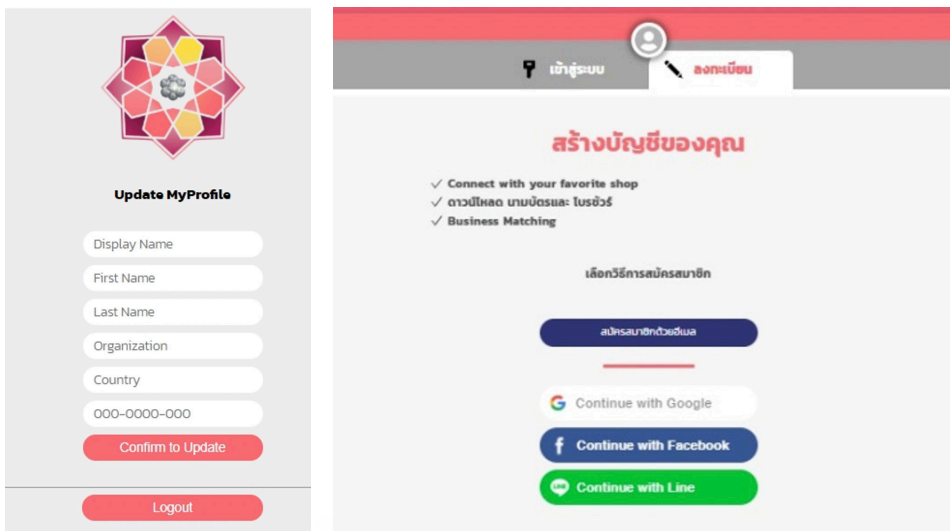 Update MyProfile
Display Name
First Name
Last Name
Organization
Country
000-0000-000
Confirm to Update
Logout
เข้าสู่ระบบ
ลงทะเบียน
สร้างบัญชีของคุณ
✓ Connect with your favorite shop
✓ ดาวน์โหลด นามบัตรและ โบรชัวร์
✓ Business Matching
เลือกวิธีการสมัครสมาชิก
สมัครสมาชิกด้วยอีเมล
Continue with Google
Continue with Facebook
LINE Continue with Line